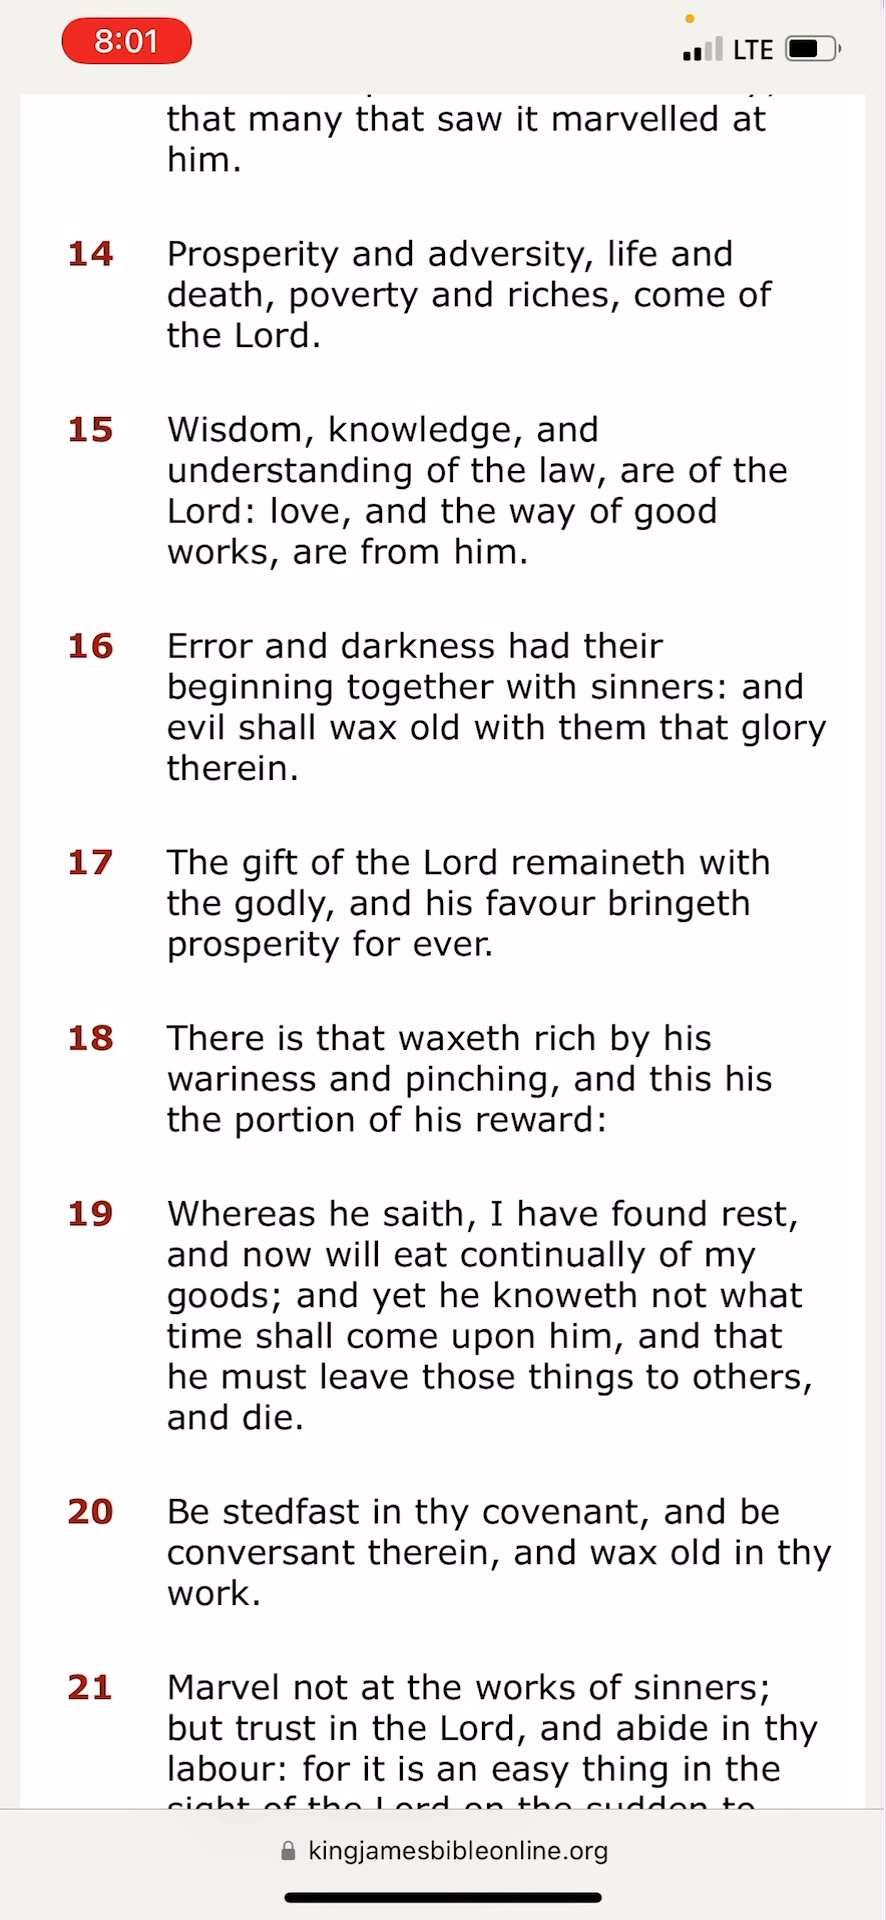 8:01
LTE
that many that saw it marvelled at
him.
14 Prosperity and adversity, life and
death, poverty and riches, come of
the Lord.
15 Wisdom, knowledge, and
understanding of the law, are of the
Lord: love, and the way of good
works, are from him.
16 Error and darkness had their
beginning together with sinners: and
evil shall wax old with them that glory
therein.
17 The gift of the Lord remaineth with
the godly, and his favour bringeth
prosperity for ever.
18 There is that waxeth rich by his
wariness and pinching, and this his
the portion of his reward:
19 Whereas he saith, I have found rest,
and now will eat continually of my
goods; and yet he knoweth not what
time shall come upon him, and that
he must leave those things to others,
and die.
20 Be stedfast in thy covenant, and be
conversant therein, and wax old in thy
work.
21 Marvel not at the works of sinners;
but trust in the Lord, and abide in thy
labour: for it is an easy thing in the
sight of the Lord on the sudden to
kingjamesbibleonline.org